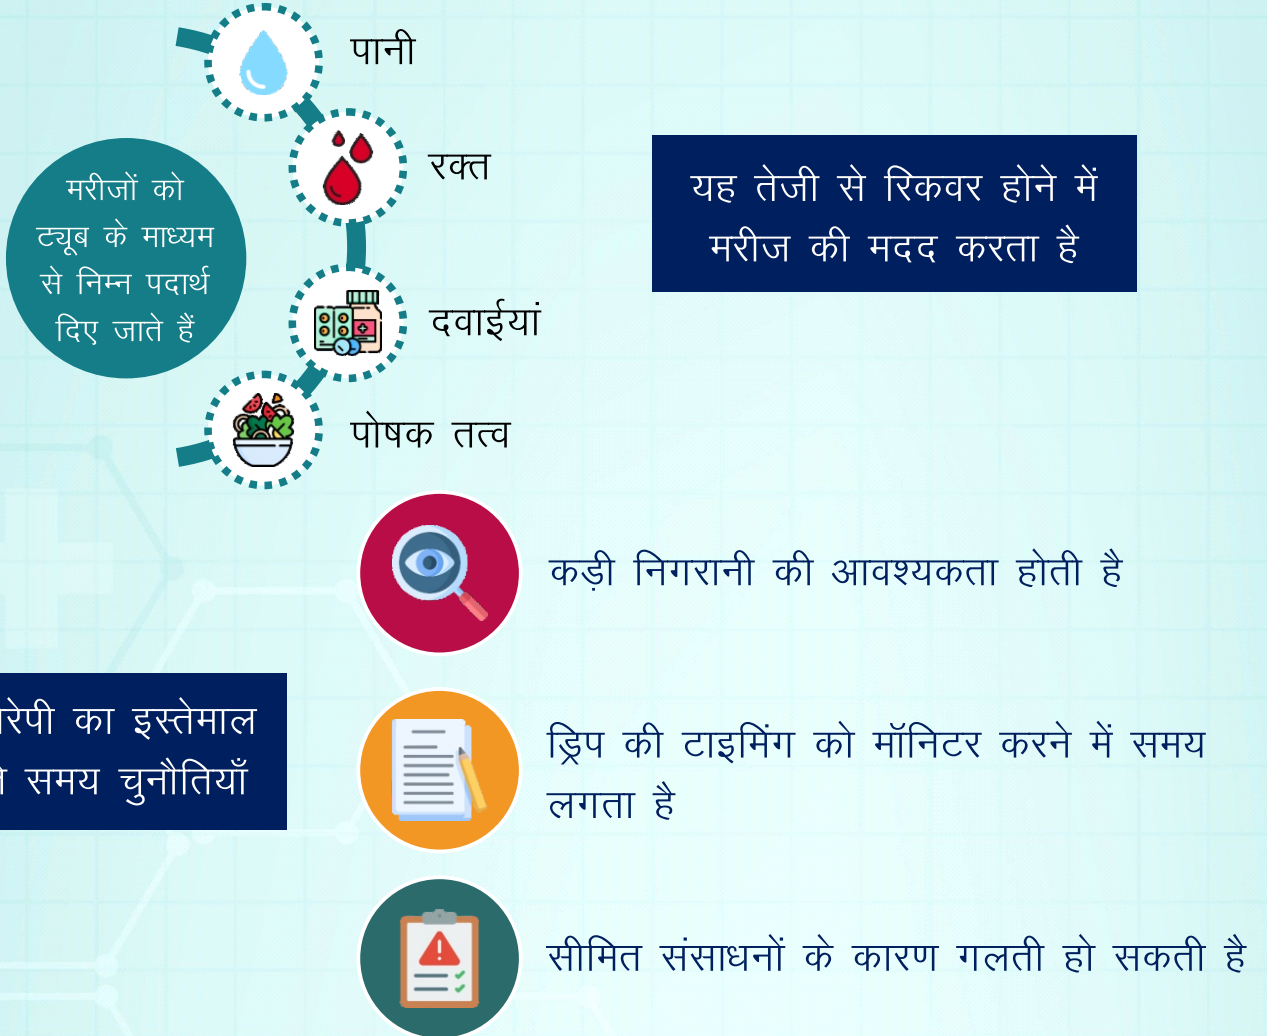 पानी
रक्त
मरीजों को
ट्यूब के माध्यम
से निम्न पदार्थ
दिए जाते हैं
दवाईयां
पोषक तत्व
यह तेजी से रिकवर होने में
मरीज की मदद करता है
का इस्तेमाल
समय चुनौतियाँ
कड़ी निगरानी की आवश्यकता होती है
ड्रिप की टाइमिंग को मॉनिटर करने में समय
लगता है
सीमित संसाधनों के कारण गलती हो सकती है